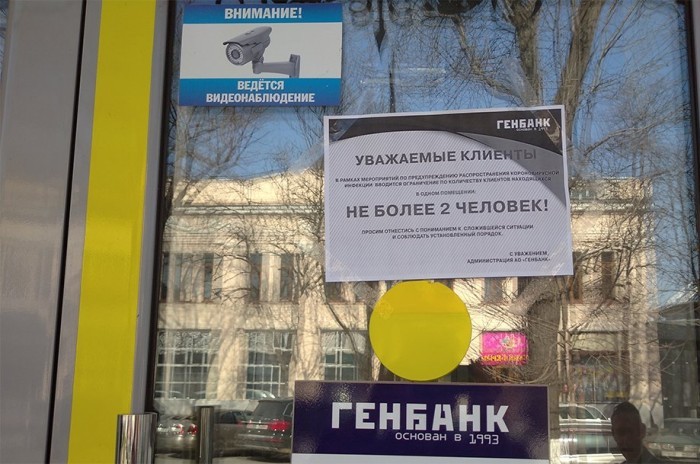 ВНИМАНИЕ!
ВЕДЁТСЯ
ВИДЕОНАБЛЮДЕНИЕ
ГЕНБАНК
ОСНОВАН В 1993
УВАЖАЕМЫЕ КЛИЕНТЫ
В РАМКАХ МЕРОПРИЯТИЙ ПО ПРЕДУПРЕЖДЕНИЮ РАСПРОСТРАНЕНИЯ КОРОНАВИРУСНОЙ
ИНФЕКЦИИ ВВОДИТСЯ ОГРАНИЧЕНИЕ ПО КОЛИЧЕСТВУ КЛИЕНТОВ НАХОДЯЩИХСЯ
В ОДНОМ ПОМЕЩЕНИИ:
НЕ БОЛЕЕ 2 ЧЕЛОВЕК!
ПРОСИМ ОТНЕСТИСЬ С ПОНИМАНИЕМ К СЛОЖИВШЕЙСЯ СИТУАЦИИ
И СОБЛЮДАТЬ УСТАНОВЛЕННЫЙ ПОРЯДОК.
С УВАЖЕНИЕМ,
АДМИНИСТРАЦИЯ АО «ГЕНБАНК»
ГЕНБАНК
ОСНОВАН В 1993